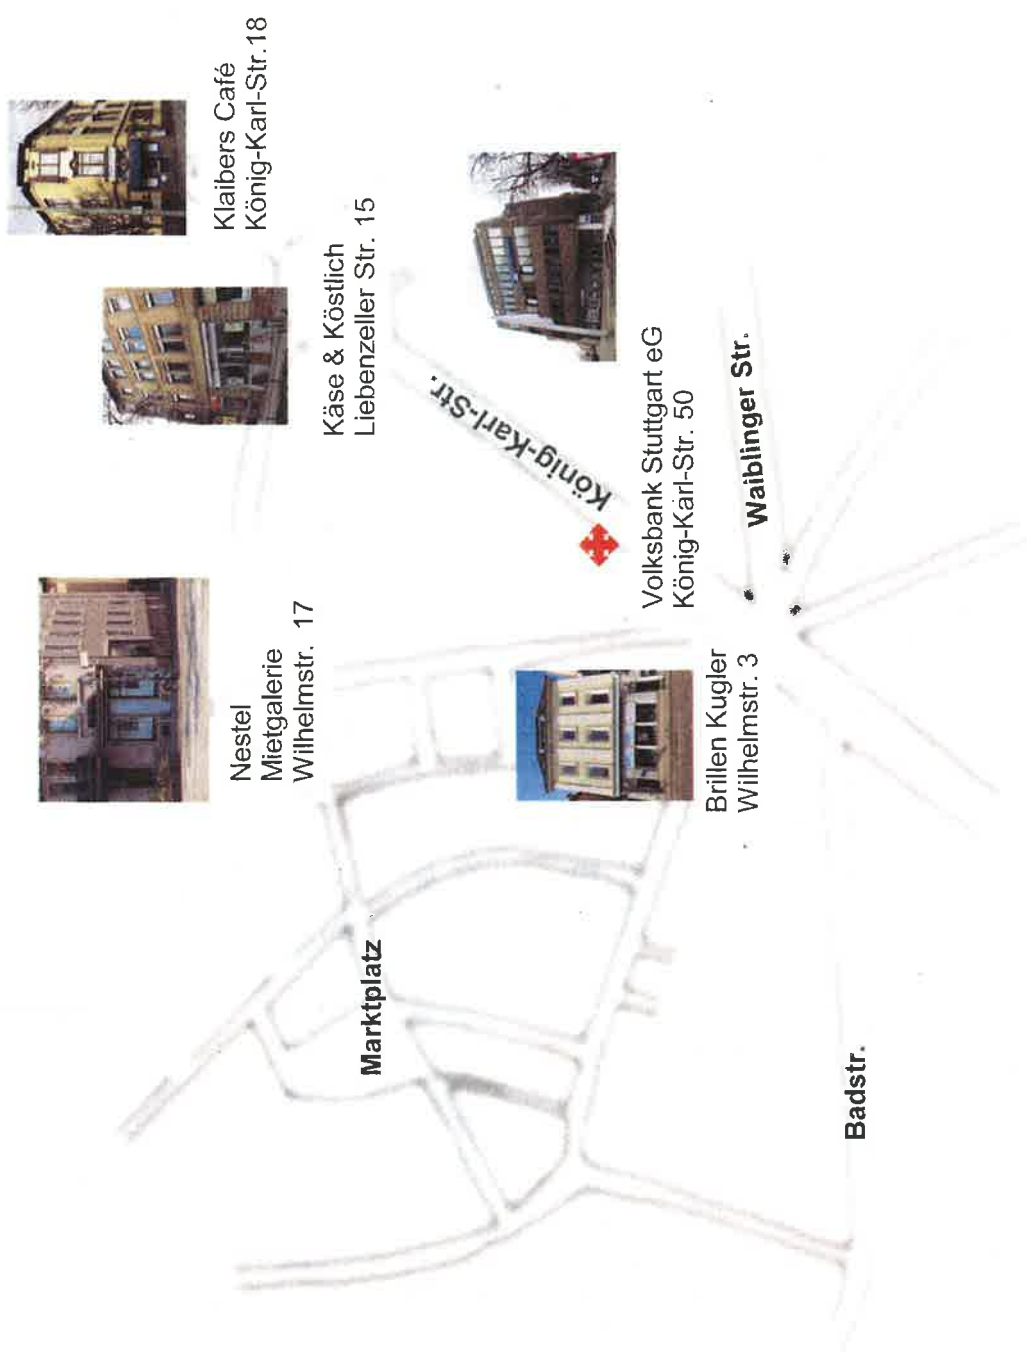 Nestel
Mietgalerie
Wilhelmstr. 17
Käse & Köstlich
Liebenzeller Str. 15
Klaibers Café
König-Karl-Str.18
Marktplatz
König-Karl-Str.
Brillen Kugler
Wilhelmstr. 3
Volksbank Stuttgart eG
König-Karl-Str. 50
Waiblinger Str.
Badstr.